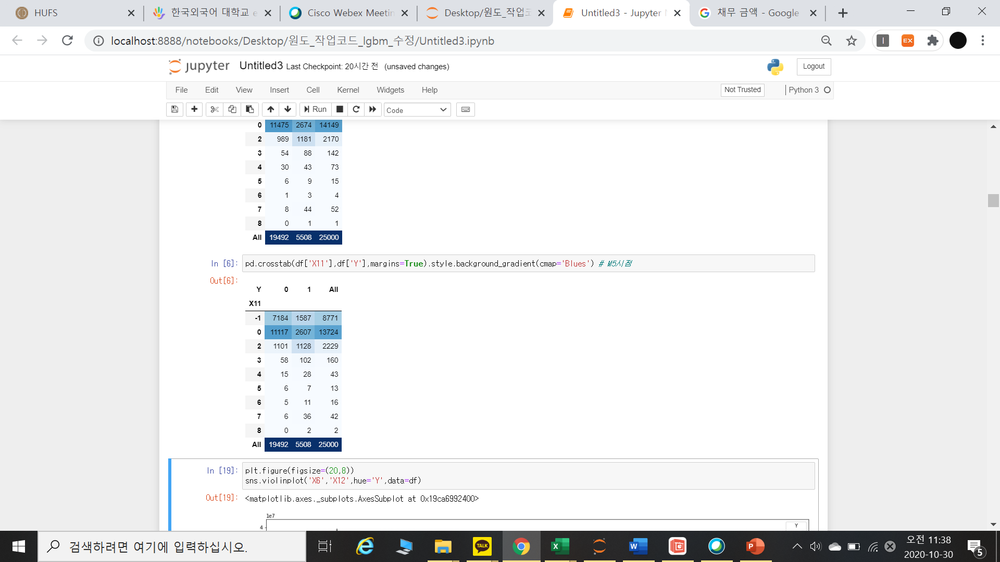 HUFS
한국외국어 대학교 e
Cisco Webex Meetin
Desktop/원도_작업코
Untitled3 - Jupyter N
채무 금액 - Google
localhost:8888/notebooks/Desktop/원도_작업코드_lgbm_수정/Untitled3.ipynb
I
EX
jupyter Untitled3 Last Checkpoint: 20시간 전 (unsaved changes)
Logout
File Edit View Insert Cell Kernel Widgets Help
Not Trusted
Python 3
Run
Code
0 11475 2674 14149
2 989 1181 2170
3 54 88 142
4 30 43 73
5 6 9 15
6 1 3 4
7 8 44 52
8 0 1 1
All 19492 5508 25000
In [6]: pd.crosstab(df['X11'],df['Y'],margins=True).style.background_gradient(cmap='Blues') # M5시점
Out[6]:
Y 0 1 All
X11
-1 7184 1587 8771
0 11117 2607 13724
2 1101 1128 2229
3 58 102 160
4 15 28 43
5 6 7 13
6 5 11 16
7 6 36 42
8 0 2 2
All 19492 5508 25000
In [19]: plt.figure(figsize=(20,8))
sns.violinplot('X6','X12',hue='Y',data=df)
Out[19]: <matplotlib.axes._subplots.AxesSubplot at 0x19ca6992400>
1e7
4
Y
검색하려면 여기에 입력하십시오.
TALK
X
W
P
오전 11:38
2020-10-30
5